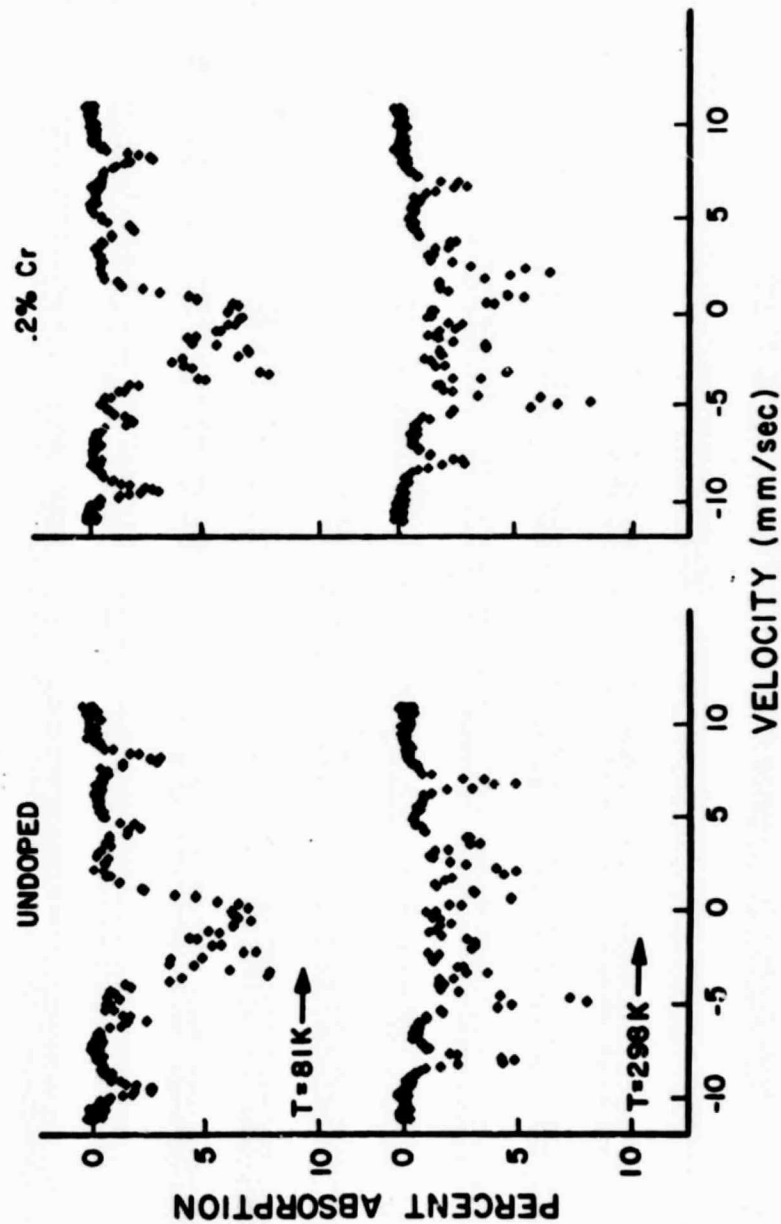 UNDOPED
.2% Cr
PERCENT ABSORPTION
0
5
10
T=81K
0
5
10
T=298K
-10 -5 0 5 10
-10 -5 0 5 10
VELOCITY (mm/sec)